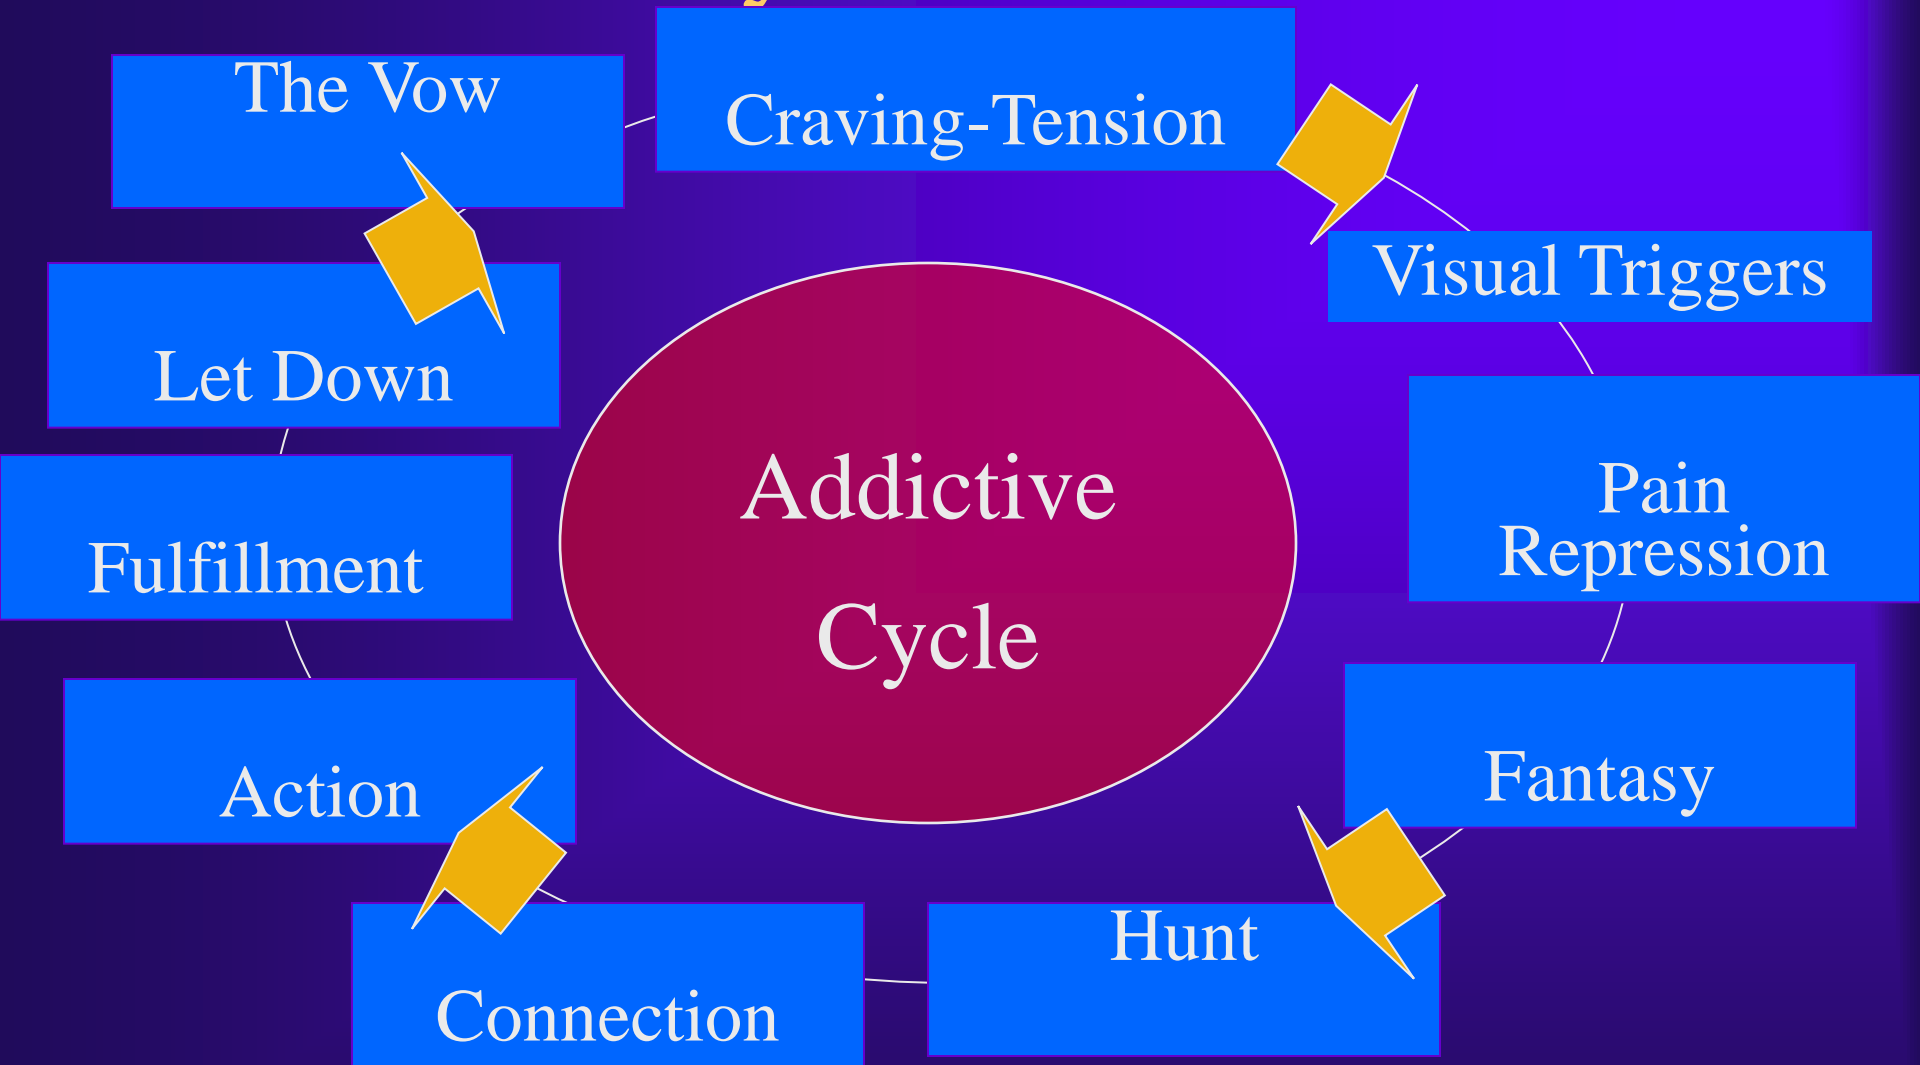 The Vow
Craving-Tension
Visual Triggers
Let Down
Addictive
Cycle
Pain
Repression
Fulfillment
Fantasy
Action
Hunt
Connection